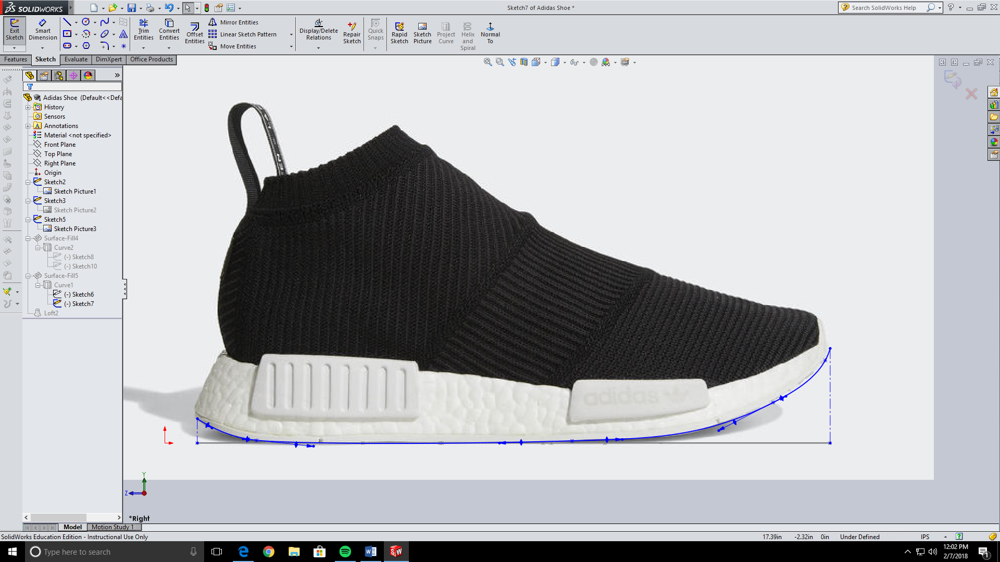 SOLIDWORKS
Sketch7 of Adidas Shoe *
Search SolidWorks Help
Exit Sketch
Smart Dimension
Trim Entities
Convert Entities
Offset Entities
Mirror Entities
Linear Sketch Pattern
Move Entities
Display/Delete Relations
Repair Sketch
Quick Snaps
Rapid Sketch
Sketch Picture
Project Curve
Helix and Spiral
Normal To
Features
Sketch
Evaluate
DimXpert
Office Products
Adidas Shoe (Default<<Defa
History
Sensors
Annotations
Material <not specified>
Front Plane
Top Plane
Right Plane
Origin
Sketch2
Sketch Picture1
Sketch3
Sketch Picture2
Sketch5
Sketch Picture3
Surface-Fill4
Curve2
(-) Sketch8
(-) Sketch10
Surface-Fill5
Curve1
(-) Sketch6
(-) Sketch7
Loft2
adidas
Y
Z
*Right
Model
Motion Study 1
SolidWorks Education Edition - Instructional Use Only
17.39in
-2.32in
0in
Under Defined
IPS
Type here to search
12:02 PM
2/7/2018
1